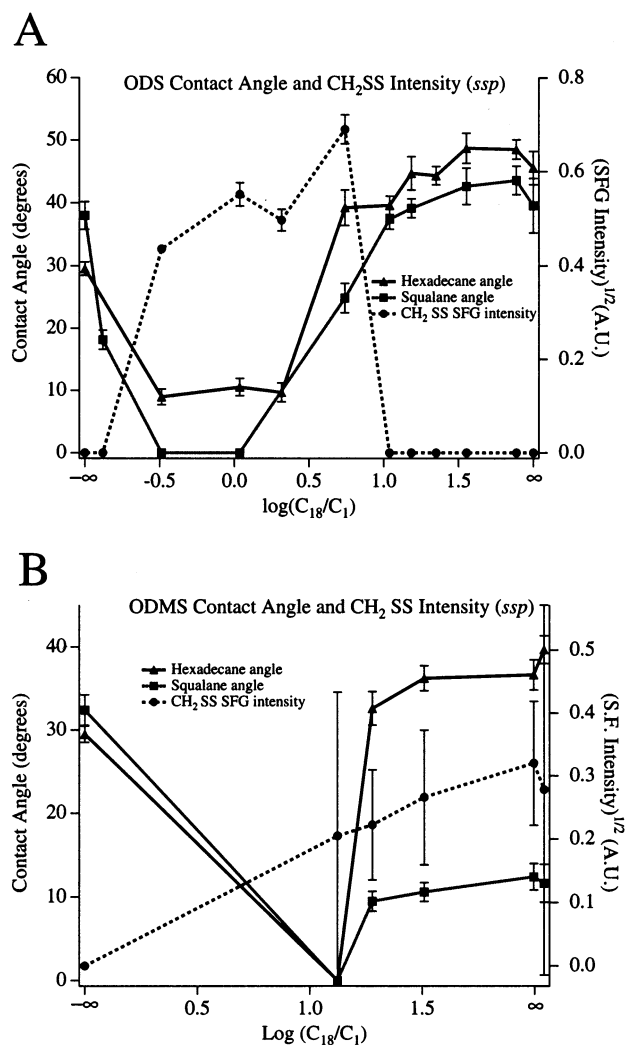 A
ODS Contact Angle and CH₂SS Intensity (ssp)
60
50
40
30
20
10
0
Contact Angle (degrees)
0.8
0.6
0.4
0.2
0.0
(SFG Intensity)^1/2 (A.U.)
Hexadecane angle
Squalane angle
CH₂ SS SFG intensity
−∞ -0.5 0.0 0.5 1.0 1.5 ∞
log(C₁₈/C₁)
B
ODMS Contact Angle and CH₂ SS Intensity (ssp)
40
30
20
10
0
Contact Angle (degrees)
0.5
0.4
0.3
0.2
0.1
0.0
(S.F. Intensity)^1/2 (A.U.)
Hexadecane angle
Squalane angle
CH₂ SS SFG intensity
−∞ 0.5 1.0 1.5 ∞
Log (C₁₈/C₁)